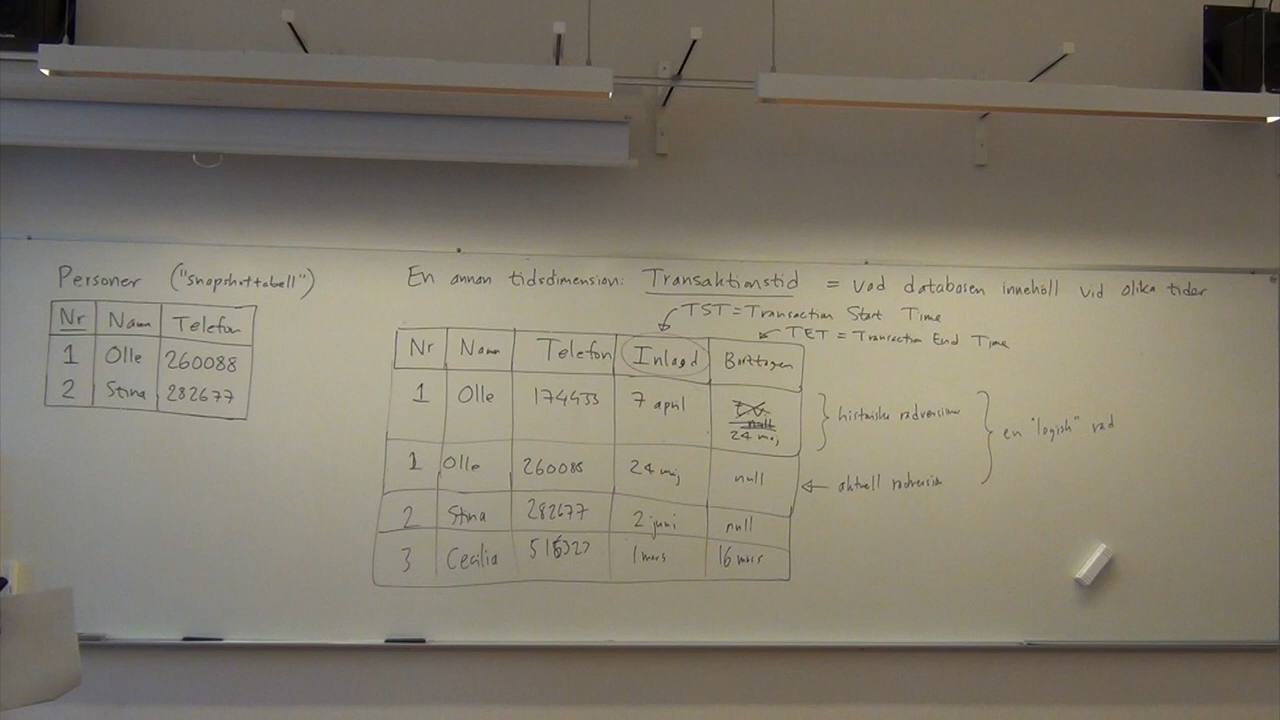 Personer ("snapshottabell")
Nr Namn Telefon
1 Olle 260088
2 Stina 282677
En annan tidsdimension: Transaktionstid = vad databasen innehöll vid olika tider
TST = Transaction Start Time
TET = Transaction End Time
Nr Namn Telefon Inlagd Borttagen
1 Olle 174433 7 april null 24 maj
historiska radversioner
en "logisk" rad
1 Olle 260088 24 maj null
aktuell radversion
2 Stina 282677 2 juni null
3 Cecilia 1 mars 16 mars